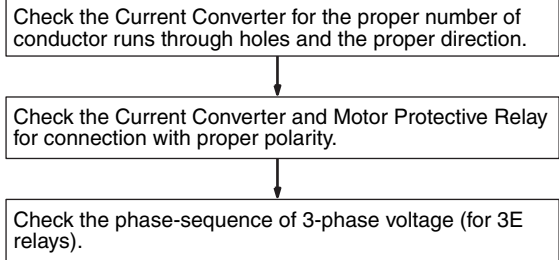 Check the Current Converter for the proper number of
conductor runs through holes and the proper direction.
Check the Current Converter and Motor Protective Relay
for connection with proper polarity.
Check the phase-sequence of 3-phase voltage (for 3E
relays).